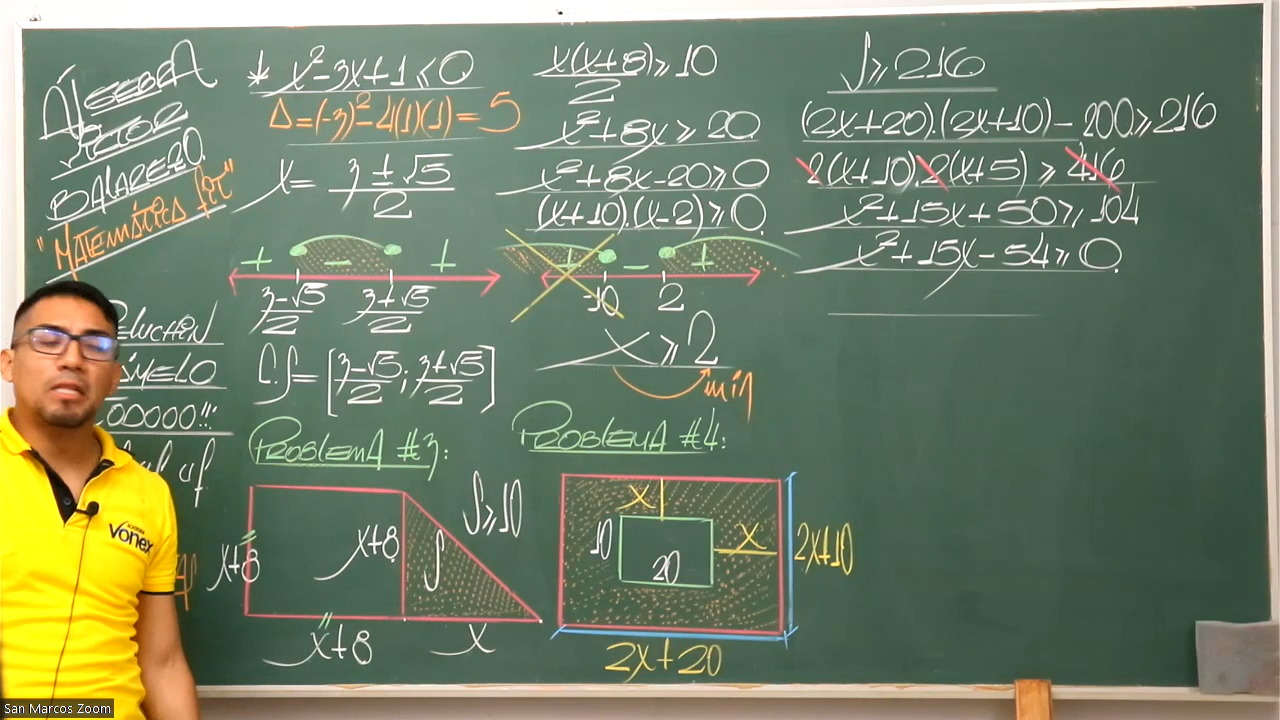 ÁLGEBRA
VÍCTOR
BALAREZO.
"MATEMÁTICA fit"
* x²-3x+1≤0
Δ=(-3)²-4(1)(1)=5
x= 3±√5/2
+ - +
3-√5/2 3+√5/2
C.S=[3-√5/2; 3+√5/2]
PROBLEMA #3:
x+8
x+8
S
S≥10
x+8
x
x(x+8)/2≥10
x²+8x≥20
x²+8x-20≥0
(x+10).(x-2)≥0
+ - +
-10 2
x≥2
min
PROBLEMA #4:
x
10
x
20
2x+10
2x+20
S≥216
(2x+20).(2x+10)-200≥216
2(x+10).2(x+5)≥416
x²+15x+50≥104
x²+15x-54≥0
ACADEMIA
Vonex
San Marcos Zoom